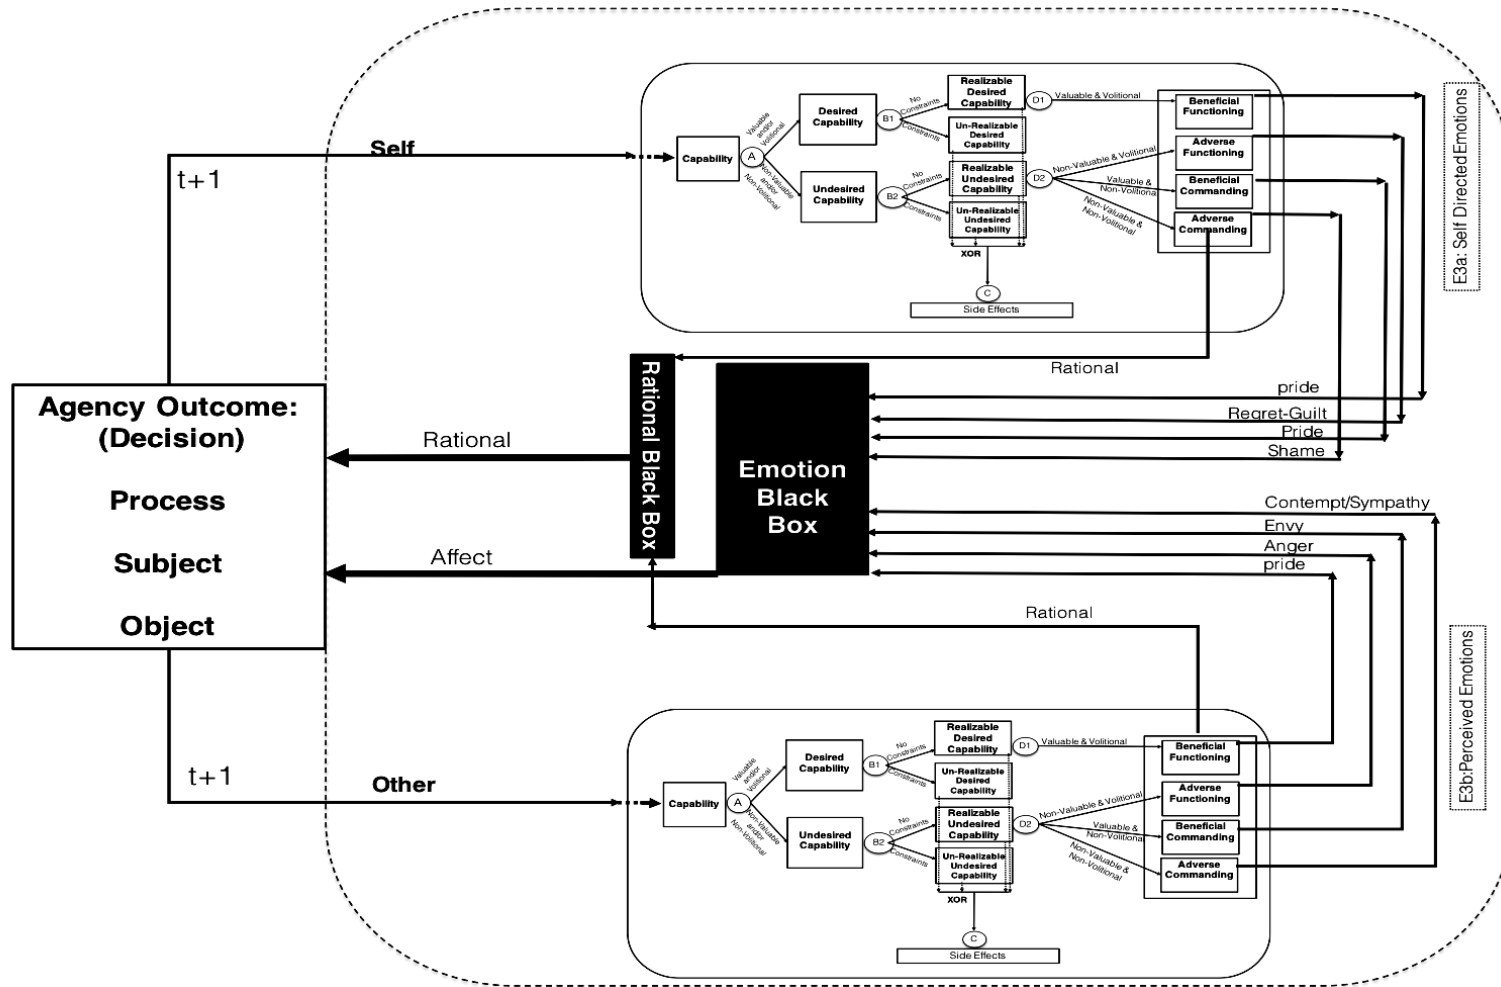 Self
t+1
Capability
A
Valuable
and/or
Volitional
Non-Valuable
and/or
Non-Volitional
Desired
Capability
Undesired
Capability
B1
B2
No
Constraints
Constraints
No
Constraints
Constraints
Realizable
Desired
Capability
Un-Realizable
Desired
Capability
Realizable
Undesired
Capability
Un-Realizable
Undesired
Capability
D1
D2
Valuable & Volitional
Non-Valuable & Volitional
Valuable &
Non-Volitional
Non-Valuable &
Non-Volitional
Beneficial
Functioning
Adverse
Functioning
Beneficial
Commanding
Adverse
Commanding
XOR
C
Side Effects
E3a: Self DirectedEmotions
Agency Outcome:
(Decision)
Process
Subject
Object
Rational
Affect
Rational Black Box
Emotion
Black
Box
Rational
pride
Regret-Guilt
Pride
Shame
Contempt/Sympathy
Envy
Anger
pride
Rational
E3b:Perceived Emotions
t+1
Other
Capability
A
Valuable
and/or
Volitional
Non-Valuable
and/or
Non-Volitional
Desired
Capability
Undesired
Capability
B1
B2
No
Constraints
Constraints
No
Constraints
Constraints
Realizable
Desired
Capability
Un-Realizable
Desired
Capability
Realizable
Undesired
Capability
Un-Realizable
Undesired
Capability
D1
D2
Valuable & Volitional
Non-Valuable & Volitional
Valuable &
Non-Volitional
Non-Valuable &
Non-Volitional
Beneficial
Functioning
Adverse
Functioning
Beneficial
Commanding
Adverse
Commanding
XOR
C
Side Effects